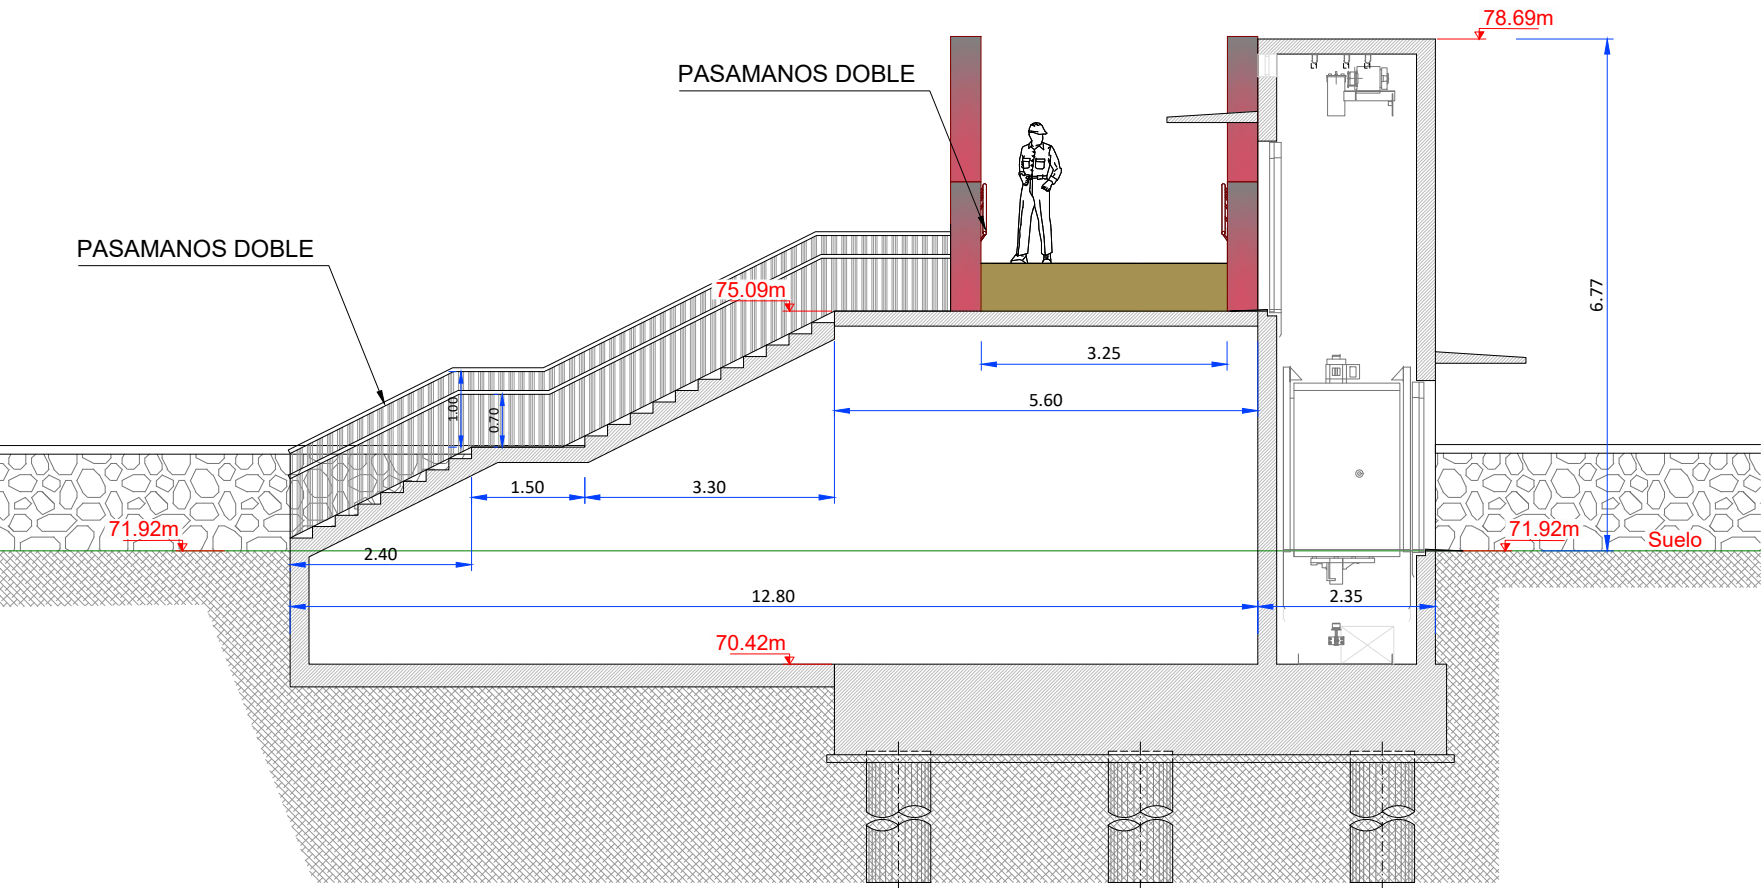 78.69m
PASAMANOS DOBLE
PASAMANOS DOBLE
75.09m
6.77
3.25
5.60
1.00
0.70
1.50
3.30
71.92m
71.92m
Suelo
2.40
12.80
2.35
70.42m